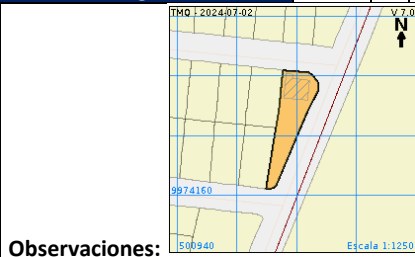 TMQ - 2024-07-02
V 7.0
N
9974160
500940
Escala 1:1250
Observaciones: